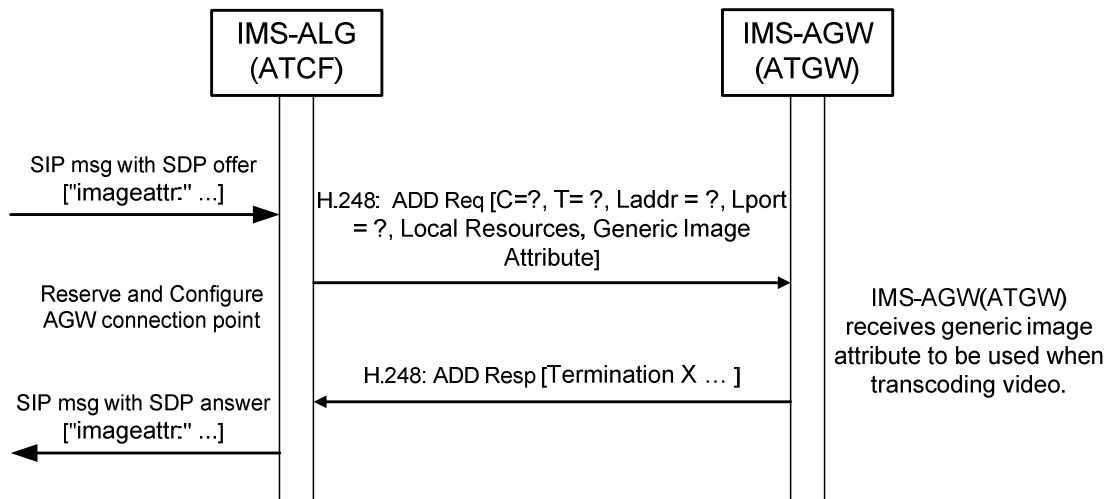 IMS-ALG
(ATCF)
IMS-AGW
(ATGW)
SIP msg with SDP offer
["imageattr:" ...]
H.248:  ADD Req [C=?, T= ?, Laddr = ?, Lport
= ?, Local Resources, Generic Image
Attribute]
Reserve and Configure
AGW connection point
IMS-AGW(ATGW)
receives generic image
attribute to be used when
transcoding video.
H.248: ADD Resp [Termination X ... ]
SIP msg with SDP answer
["imageattr:" ...]